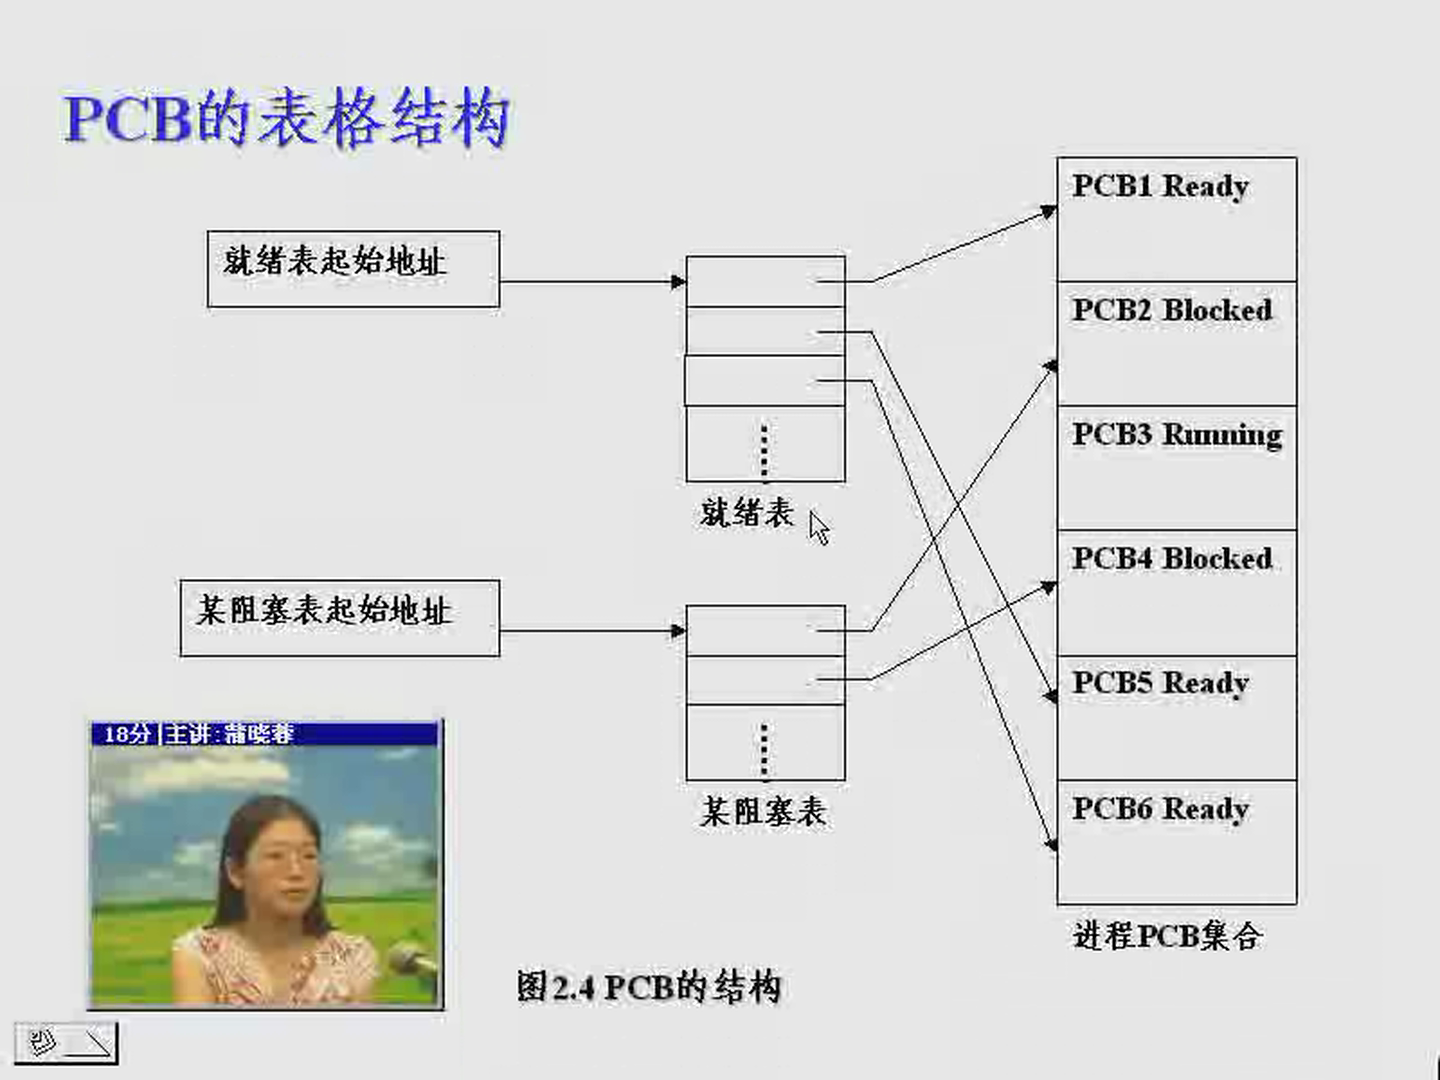 PCB的表格结构
就绪表起始地址
就绪表
某阻塞表起始地址
某阻塞表
PCB1 Ready
PCB2 Blocked
PCB3 Running
PCB4 Blocked
PCB5 Ready
PCB6 Ready
进程PCB集合
18分 主讲:蒲晓蓉
图2.4 PCB的结构